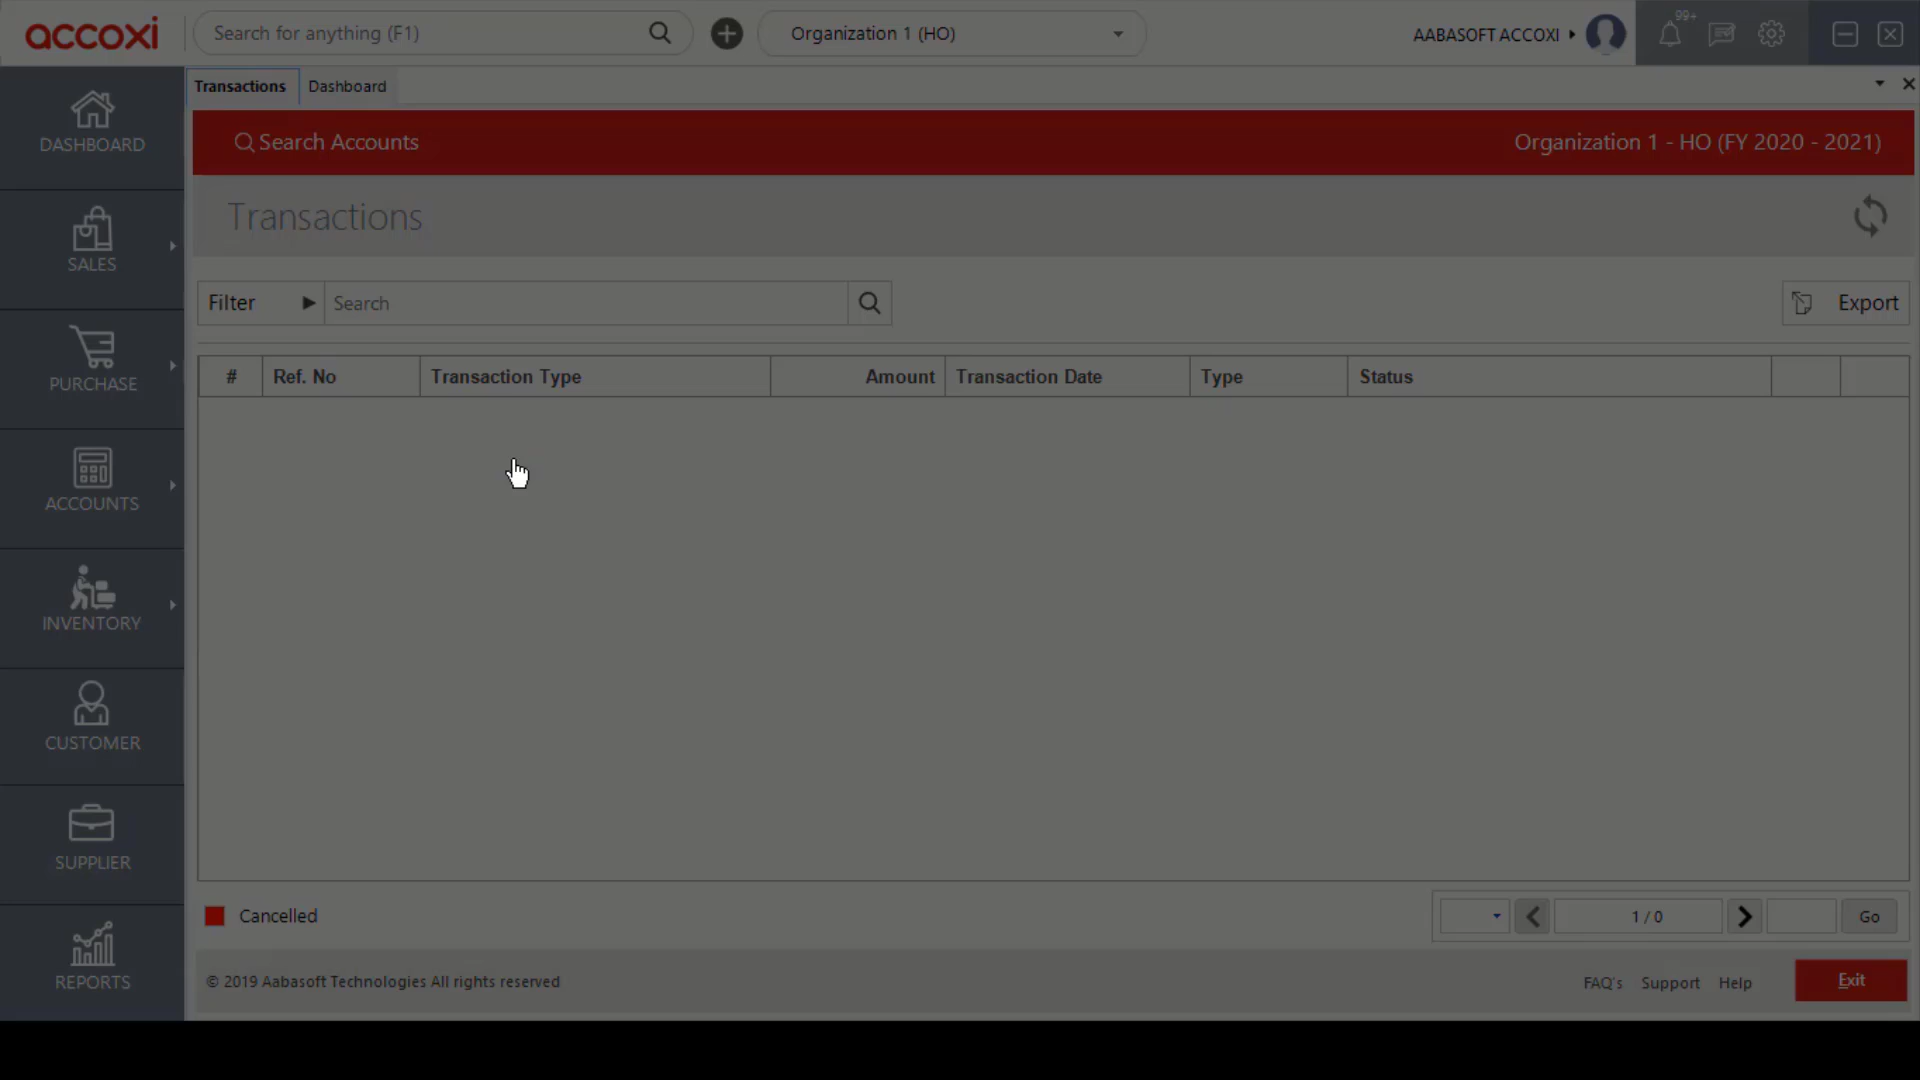 accoxi
Search for anything (F1)
Organization 1 (HO)
AABASOFT ACCOXI
99+
Transactions
Dashboard
Search Accounts
Organization 1 - HO (FY 2020 - 2021)
Transactions
Filter
Search
Export
# Ref. No Transaction Type Amount Transaction Date Type Status
DASHBOARD
SALES
PURCHASE
ACCOUNTS
INVENTORY
CUSTOMER
SUPPLIER
REPORTS
Cancelled
1 / 0
Go
© 2019 Aabasoft Technologies All rights reserved
FAQ's Support Help
Exit